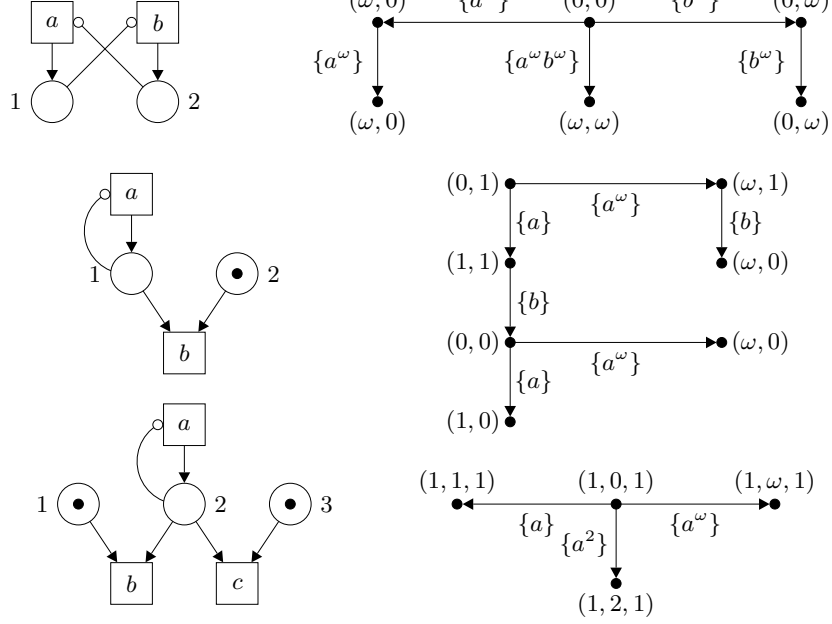 (ω, 0) {a (0, 0) {b (0, ω)
a b
{a^ω} {a^ω b^ω} {b^ω}
1 2
(ω, 0) (ω, ω) (0, ω)
a
(0, 1) (ω, 1)
{a^ω}
{a} {b}
1 2
(1, 1) (ω, 0)
{b}
b
(0, 0) (ω, 0)
{a^ω}
{a}
(1, 0)
a
(1, 1, 1) (1, 0, 1) (1, ω, 1)
1 2 3
{a} {a^2} {a^ω}
b c
(1, 2, 1)